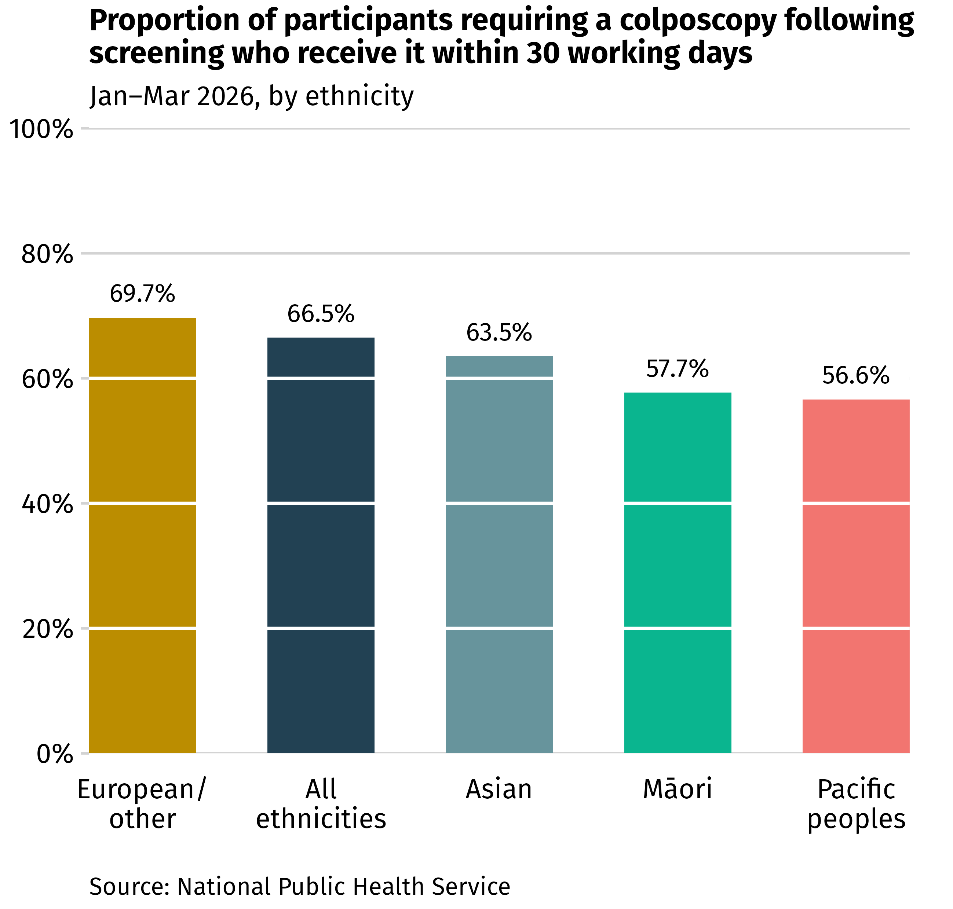 Proportion of participants requiring a colposcopy following
screening who receive it within 30 working days
Jan–Mar 2026, by ethnicity
100%
80%
60%
40%
20%
0%
69.7%
66.5%
63.5%
57.7%
56.6%
European/
other
All
ethnicities
Asian
Māori
Pacific
peoples
Source: National Public Health Service